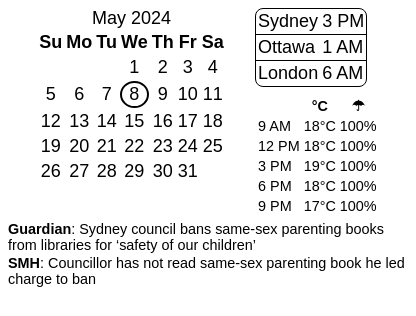 May 2024
Su Mo Tu We Th Fr Sa
1 2 3 4
5 6 7 8 9 10 11
12 13 14 15 16 17 18
19 20 21 22 23 24 25
26 27 28 29 30 31
Sydney 3 PM
Ottawa 1 AM
London 6 AM
°C ☂
9 AM 18°C 100%
12 PM 18°C 100%
3 PM 19°C 100%
6 PM 18°C 100%
9 PM 17°C 100%
Guardian: Sydney council bans same-sex parenting books
from libraries for ‘safety of our children’
SMH: Councillor has not read same-sex parenting book he led
charge to ban